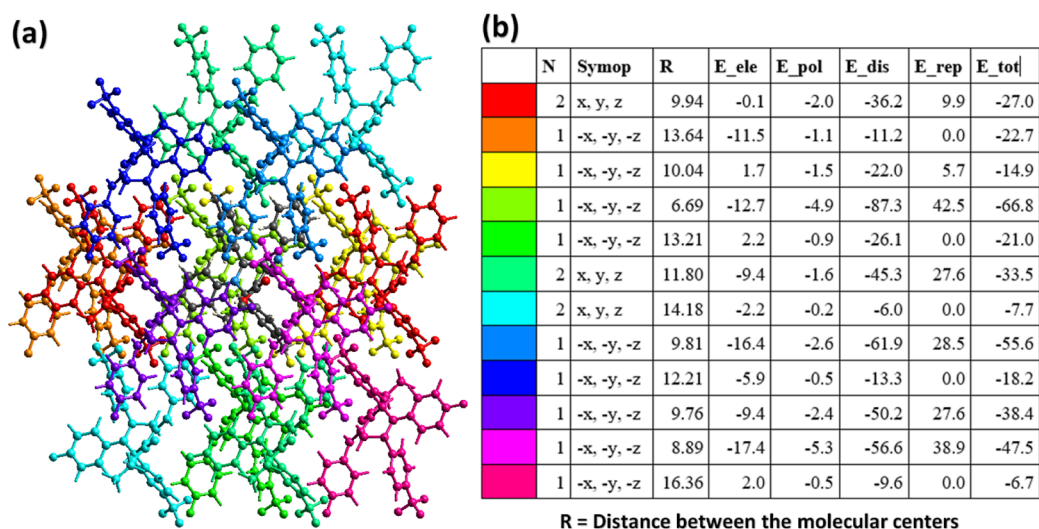 (a)
(b)
N Symop R E_ele E_pol E_dis E_rep E_tot
2 x, y, z 9.94 -0.1 -2.0 -36.2 9.9 -27.0
1 -x, -y, -z 13.64 -11.5 -1.1 -11.2 0.0 -22.7
1 -x, -y, -z 10.04 1.7 -1.5 -22.0 5.7 -14.9
1 -x, -y, -z 6.69 -12.7 -4.9 -87.3 42.5 -66.8
1 -x, -y, -z 13.21 2.2 -0.9 -26.1 0.0 -21.0
2 x, y, z 11.80 -9.4 -1.6 -45.3 27.6 -33.5
2 x, y, z 14.18 -2.2 -0.2 -6.0 0.0 -7.7
1 -x, -y, -z 9.81 -16.4 -2.6 -61.9 28.5 -55.6
1 -x, -y, -z 12.21 -5.9 -0.5 -13.3 0.0 -18.2
1 -x, -y, -z 9.76 -9.4 -2.4 -50.2 27.6 -38.4
1 -x, -y, -z 8.89 -17.4 -5.3 -56.6 38.9 -47.5
1 -x, -y, -z 16.36 2.0 -0.5 -9.6 0.0 -6.7
R = Distance between the molecular centers